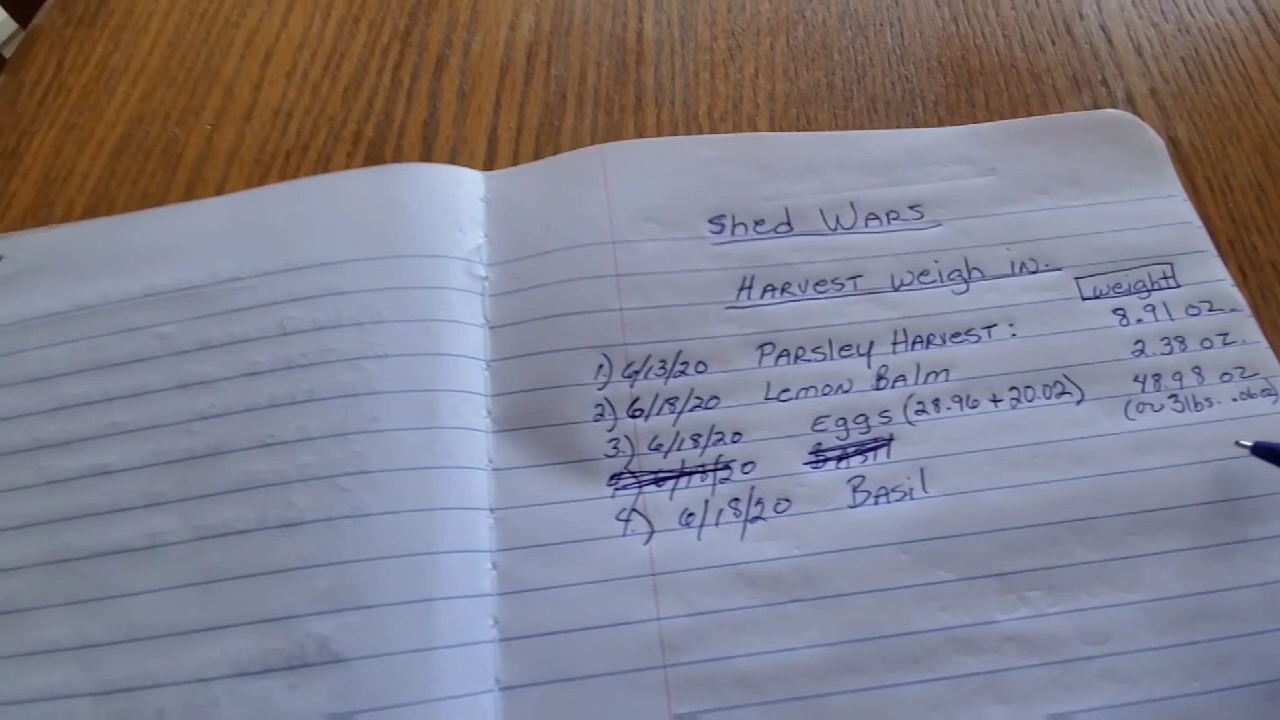 Shed WARS
HARVEST Weigh in.
weight
1.) 6/13/20 PARsley HARVEST: 8.91 oz.
2) 6/18/20 Lemon BAlm 2.38 oz.
3.) 6/18/20 Eggs (28.96 + 20.02) 48.98 oz
(or 3lbs.
4.) 6/18/20 BAsil